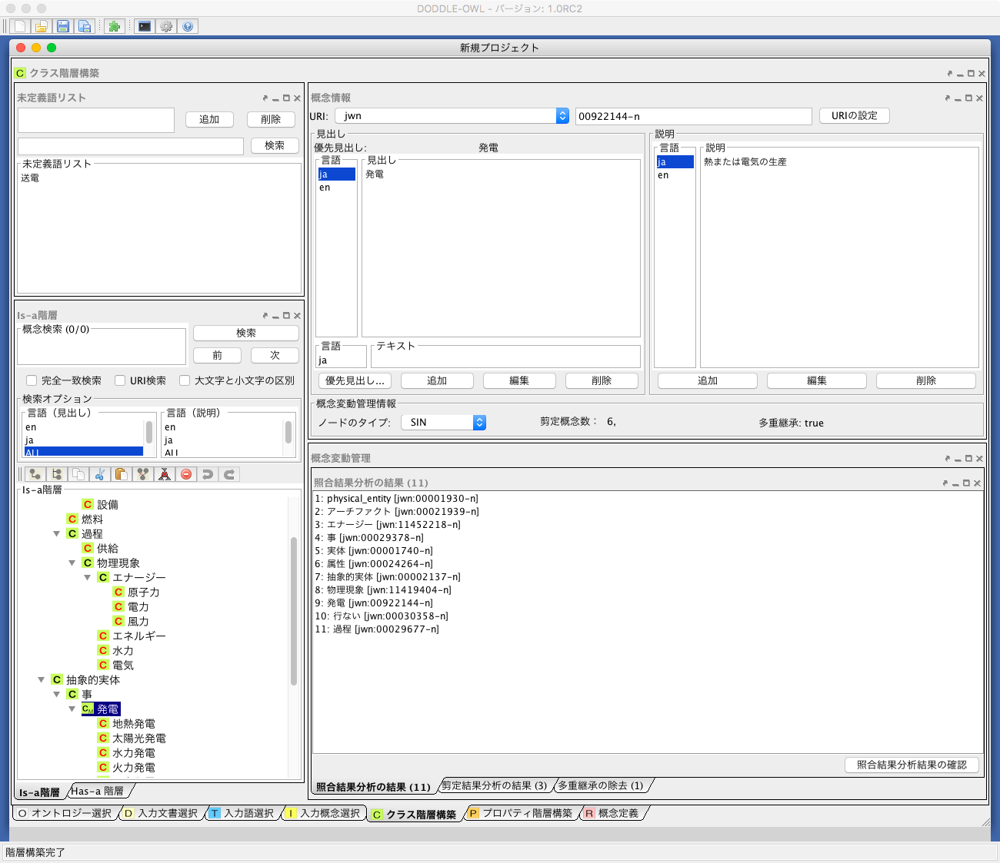 DODDLE-OWL - バージョン: 1.0RC2
新規プロジェクト
C クラス階層構築
未定義語リスト
追加
削除
検索
未定義語リスト
送電
Is-a階層
概念検索 (0/0)
検索
前
次
完全一致検索
URI検索
大文字と小文字の区別
検索オプション
言語（見出し）
en
ja
ALL
言語（説明）
en
ja
ALL
Is-a階層
C 設備
C 燃料
C 過程
C 供給
C 物理現象
C エナージー
C 原子力
C 電力
C 風力
C エネルギー
C 水力
C 電気
C 抽象的実体
C 事
CM 発電
C 地熱発電
C 太陽光発電
C 水力発電
C 火力発電
Is-a階層
Has-a 階層
概念情報
URI:
jwn
00922144-n
URIの設定
見出し
優先見出し:
発電
言語
ja
en
見出し
発電
言語
ja
テキスト
優先見出し...
追加
編集
削除
説明
言語
ja
en
説明
熱または電気の生産
追加
編集
削除
概念変動管理情報
ノードのタイプ:
SIN
剪定概念数： 6,
多重継承: true
概念変動管理
照合結果分析の結果 (11)
1: physical_entity [jwn:00001930-n]
2: アーチファクト [jwn:00021939-n]
3: エナージー [jwn:11452218-n]
4: 事 [jwn:00029378-n]
5: 実体 [jwn:00001740-n]
6: 属性 [jwn:00024264-n]
7: 抽象的実体 [jwn:00002137-n]
8: 物理現象 [jwn:11419404-n]
9: 発電 [jwn:00922144-n]
10: 行ない [jwn:00030358-n]
11: 過程 [jwn:00029677-n]
照合結果分析結果の確認
照合結果分析の結果 (11)
剪定結果分析の結果 (3)
多重継承の除去 (1)
O オントロジー選択
D 入力文書選択
T 入力語選択
I 入力概念選択
C クラス階層構築
P プロパティ階層構築
R 概念定義
階層構築完了